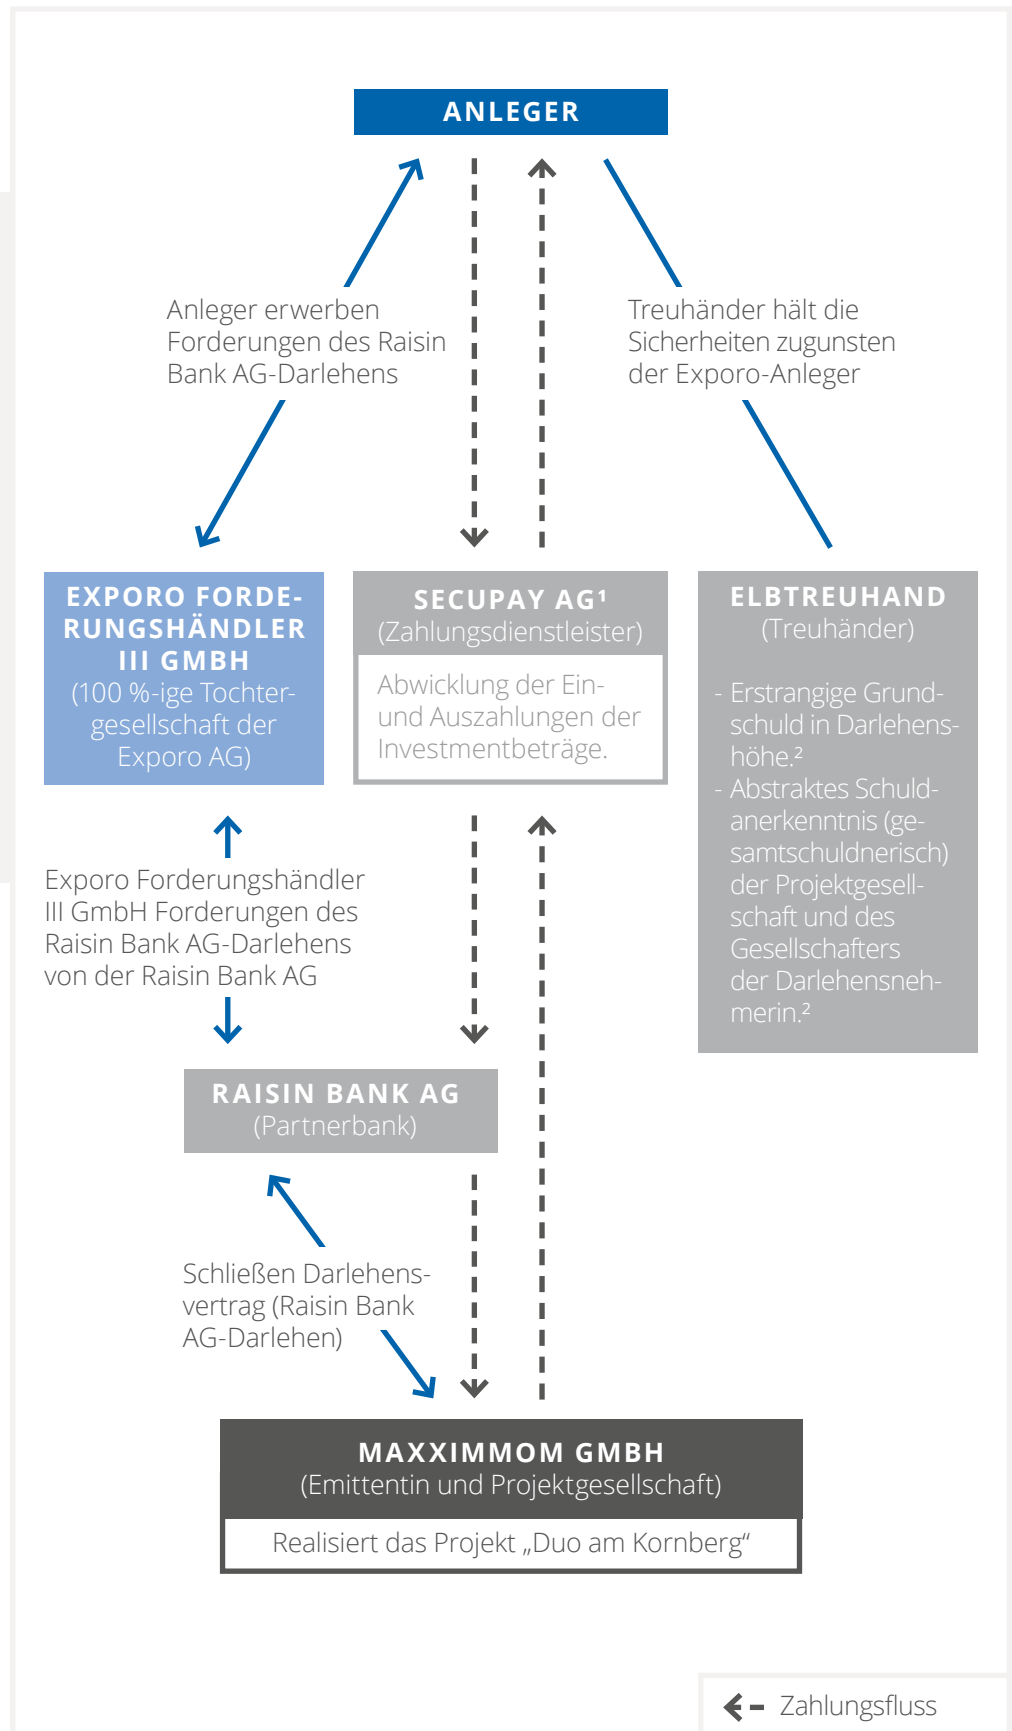 ANLEGER
Anleger erwerben
Forderungen des Raisin
Bank AG-Darlehens
Treuhänder hält die
Sicherheiten zugunsten
der Exporo-Anleger
EXPORO FORDE-
RUNGSHÄNDLER
III GMBH
(100 %-ige Tochter-
gesellschaft der
Exporo AG)
SECUPAY AG¹
(Zahlungsdienstleister)
Abwicklung der Ein-
und Auszahlungen der
Investmentbeträge.
ELBTREUHAND
(Treuhänder)
- Erstrangige Grund-
schuld in Darlehens-
höhe.²
- Abstraktes Schuld-
anerkenntnis (ge-
samtschuldnerisch)
der Projektgesell-
schaft und des
Gesellschafters
der Darlehensneh-
merin.²
Exporo Forderungshändler
III GmbH Forderungen des
Raisin Bank AG-Darlehens
von der Raisin Bank AG
RAISIN BANK AG
(Partnerbank)
Schließen Darlehens-
vertrag (Raisin Bank
AG-Darlehen)
MAXXIMMOM GMBH
(Emittentin und Projektgesellschaft)
Realisiert das Projekt „Duo am Kornberg“
Zahlungsfluss